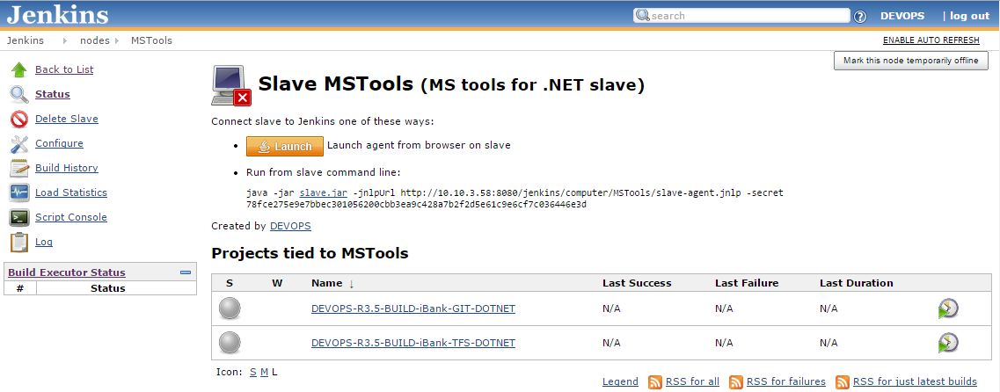 Jenkins
search
DEVOPS
| log out
Jenkins nodes MSTools
ENABLE AUTO REFRESH
Mark this node temporarily offline
Back to List
Status
Delete Slave
Configure
Build History
Load Statistics
Script Console
Log
Build Executor Status
# Status
Slave MSTools (MS tools for .NET slave)
Connect slave to Jenkins one of these ways:
Launch Launch agent from browser on slave
Run from slave command line:
java -jar slave.jar -jnlpUrl http://10.10.3.58:8080/jenkins/computer/MSTools/slave-agent.jnlp -secret
78fce275e9e7bbec301056200cbb3ea9c428a7b2f2d5e61c9e6cf7c036446e3d
Created by DEVOPS
Projects tied to MSTools
S W Name ↓ Last Success Last Failure Last Duration
DEVOPS-R3.5-BUILD-iBank-GIT-DOTNET N/A N/A N/A
DEVOPS-R3.5-BUILD-iBank-TFS-DOTNET N/A N/A N/A
Icon: S M L
Legend RSS for all RSS for failures RSS for just latest builds